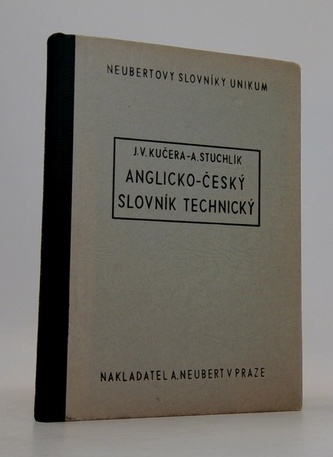 NEUBERTOVY SLOVNÍKY UNIKUM
J.V.KUČERA-A.STUCHLÍK
ANGLICKO-ČESKÝ
SLOVNÍK TECHNICKÝ
NAKLADATEL A.NEUBERT V PRAZE